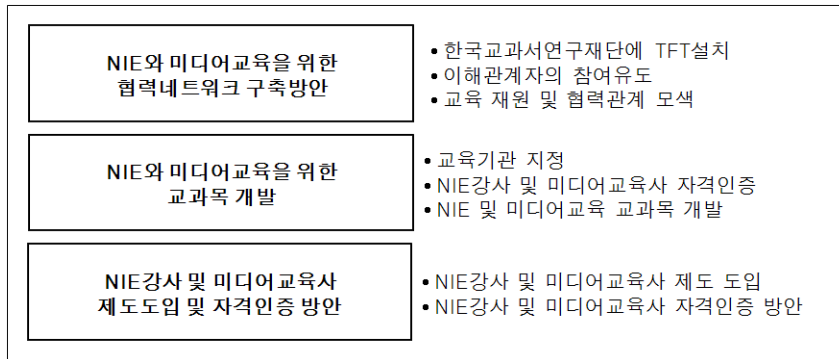 NIE와 미디어교육을 위한
협력네트워크 구축방안
• 한국교과서연구재단에 TFT설치
• 이해관계자의 참여유도
• 교육 재원 및 협력관계 모색
NIE와 미디어교육을 위한
교과목 개발
• 교육기관 지정
• NIE강사 및 미디어교육사 자격인증
• NIE 및 미디어교육 교과목 개발
NIE강사 및 미디어교육사
제도도입 및 자격인증 방안
• NIE강사 및 미디어교육사 제도 도입
• NIE강사 및 미디어교육사 자격인증 방안